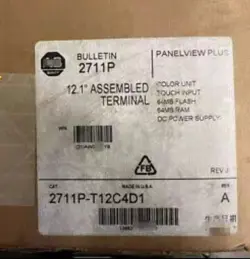 BULLETIN
2711P
PANELVIEW PLUS
12.1" ASSEMBLED
TERMINAL
COLOR UNIT
TOUCH INPUT
64MB FLASH
64MB RAM
DC POWER SUPPLY
FB
REV
CAT
MADE IN U.S.A.
2711P-T12C4D1
A